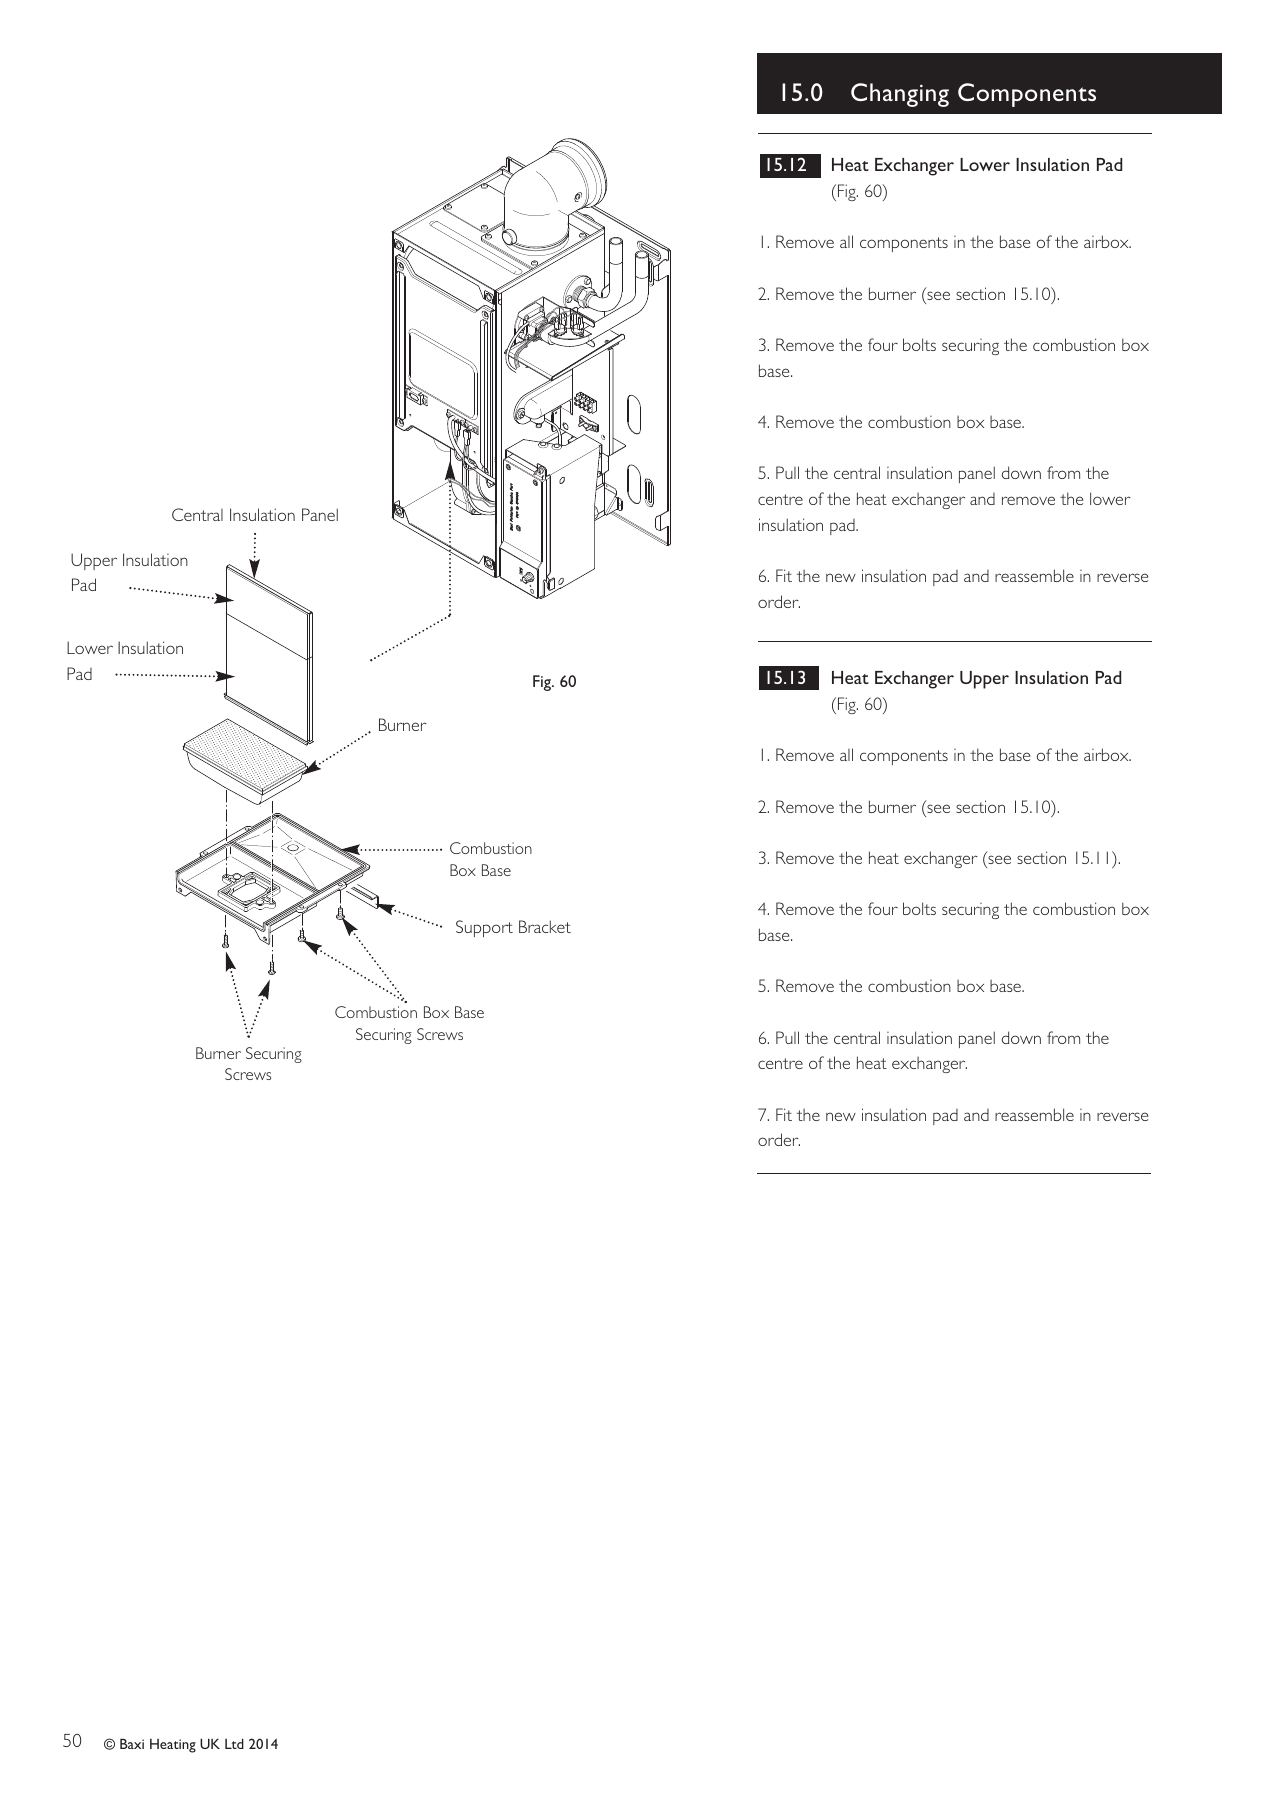 15.0 Changing Components
15.12 Heat Exchanger Lower Insulation Pad
(Fig. 60)
1. Remove all components in the base of the airbox.
2. Remove the burner (see section 15.10).
3. Remove the four bolts securing the combustion box
base.
4. Remove the combustion box base.
5. Pull the central insulation panel down from the
centre of the heat exchanger and remove the lower
insulation pad.
6. Fit the new insulation pad and reassemble in reverse
order.
15.13 Heat Exchanger Upper Insulation Pad
(Fig. 60)
1. Remove all components in the base of the airbox.
2. Remove the burner (see section 15.10).
3. Remove the heat exchanger (see section 15.11).
4. Remove the four bolts securing the combustion box
base.
5. Remove the combustion box base.
6. Pull the central insulation panel down from the
centre of the heat exchanger.
7. Fit the new insulation pad and reassemble in reverse
order.
Central Insulation Panel
Upper Insulation
Pad
Lower Insulation
Pad
Fig. 60
Burner
Combustion
Box Base
Support Bracket
Combustion Box Base
Securing Screws
Burner Securing
Screws
50 © Baxi Heating UK Ltd 2014